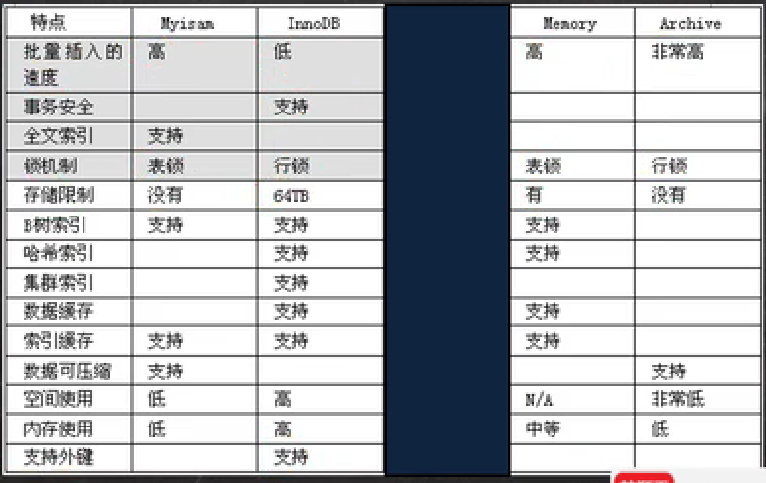 特点 Myisam InnoDB Memory Archive
批量插入的 高 低 高 非常高
速度
事务安全 支持
全文索引 支持
锁机制 表锁 行锁 表锁 行锁
存储限制 没有 64TB 有 没有
B树索引 支持 支持 支持
哈希索引 支持 支持
集群索引 支持
数据缓存 支持 支持
索引缓存 支持 支持 支持
数据可压缩 支持 支持
空间使用 低 高 N/A 非常低
内存使用 低 高 中等 低
支持外键 支持